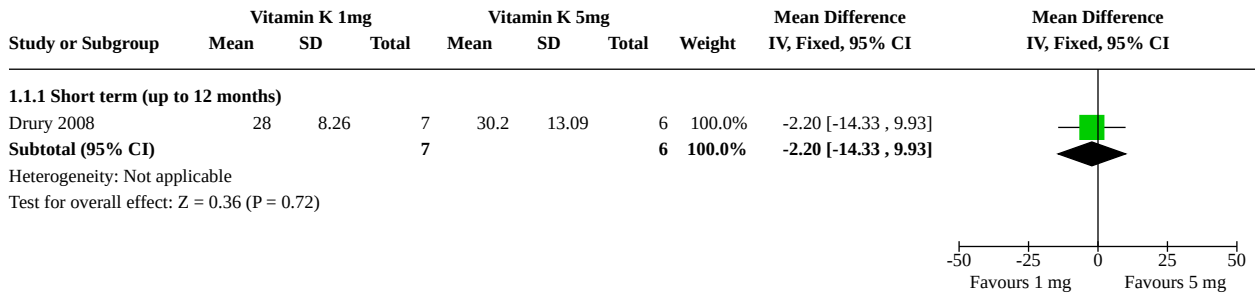 Vitamin K 1mg Vitamin K 5mg Mean Difference Mean Difference
Study or Subgroup Mean SD Total Mean SD Total Weight IV, Fixed, 95% CI IV, Fixed, 95% CI
1.1.1 Short term (up to 12 months)
Drury 2008 28 8.26 7 30.2 13.09 6 100.0% -2.20 [-14.33 , 9.93]
Subtotal (95% CI) 7 6 100.0% -2.20 [-14.33 , 9.93]
Heterogeneity: Not applicable
Test for overall effect: Z = 0.36 (P = 0.72)
-50 -25 0 25 50
Favours 1 mg Favours 5 mg